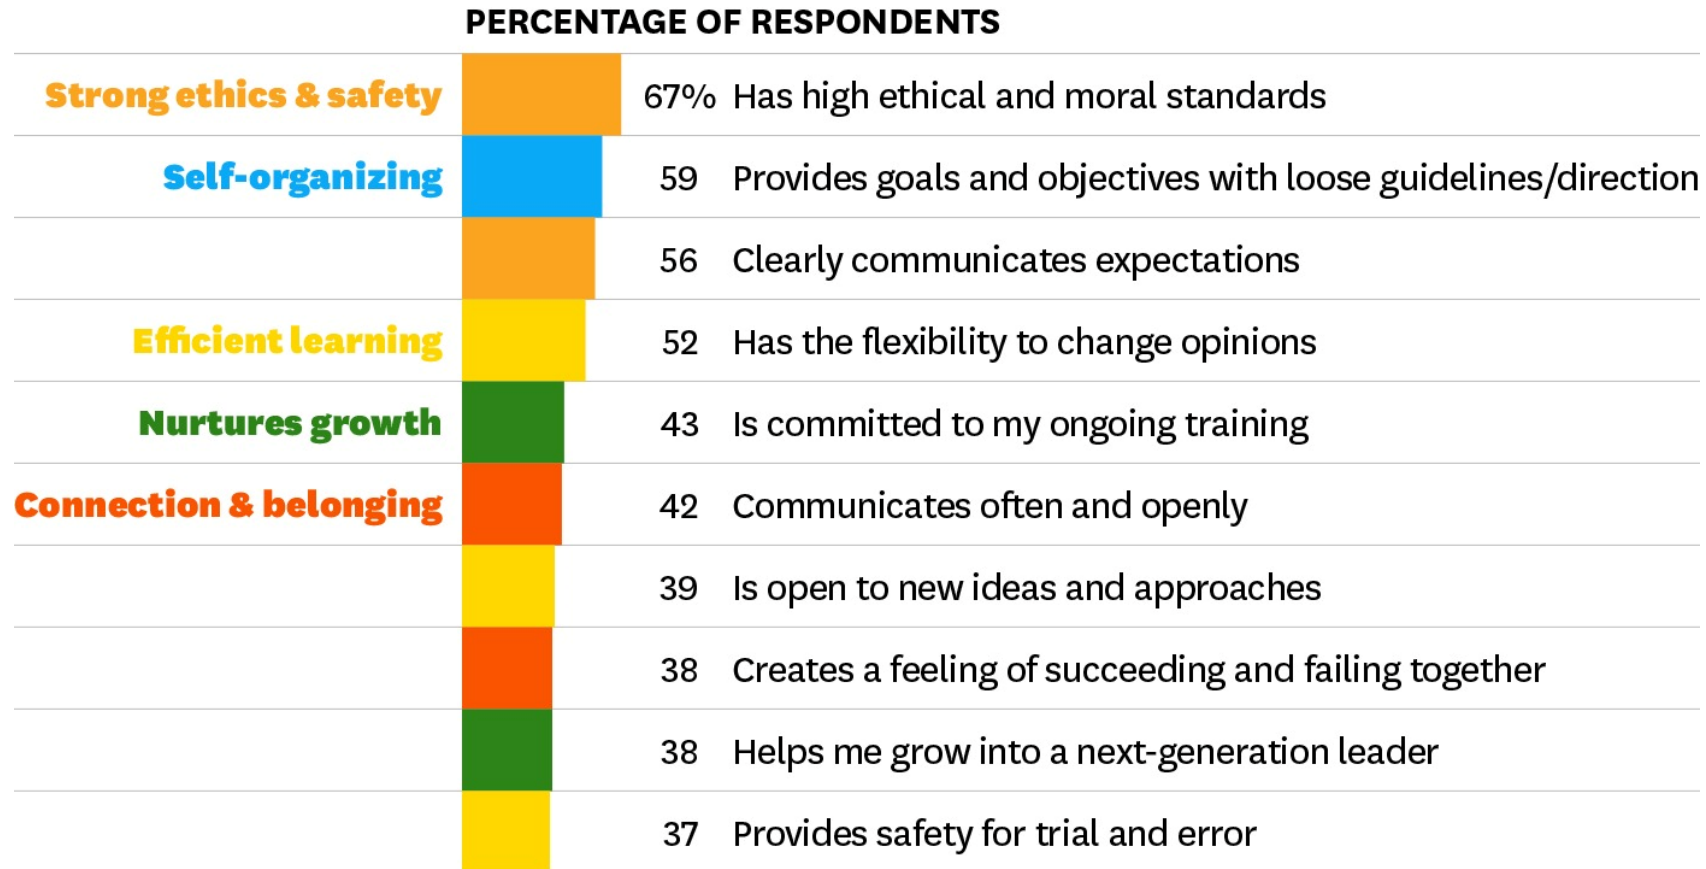 PERCENTAGE OF RESPONDENTS
Strong ethics & safety 67% Has high ethical and moral standards
Self-organizing 59 Provides goals and objectives with loose guidelines/direction
56 Clearly communicates expectations
Efficient learning 52 Has the flexibility to change opinions
Nurtures growth 43 Is committed to my ongoing training
Connection & belonging 42 Communicates often and openly
39 Is open to new ideas and approaches
38 Creates a feeling of succeeding and failing together
38 Helps me grow into a next-generation leader
37 Provides safety for trial and error